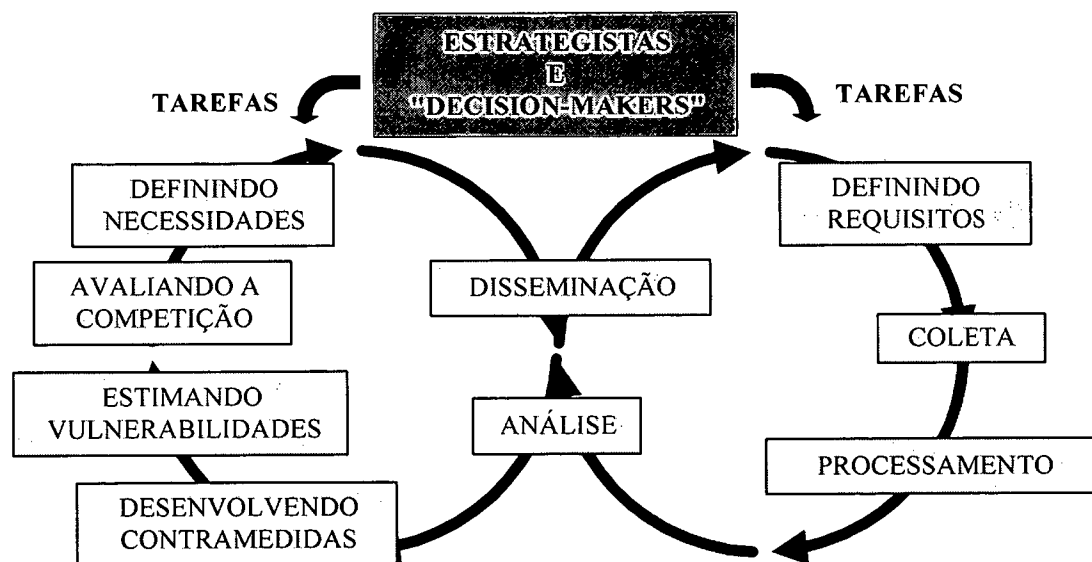 ESTRATEGISTAS
E
"DECISION-MAKERS"
TAREFAS
TAREFAS
DEFININDO
NECESSIDADES
DEFININDO
REQUISITOS
AVALIANDO A
COMPETIÇÃO
DISSEMINAÇÃO
COLETA
ESTIMANDO
VULNERABILIDADES
ANÁLISE
PROCESSAMENTO
DESENVOLVENDO
CONTRAMEDIDAS